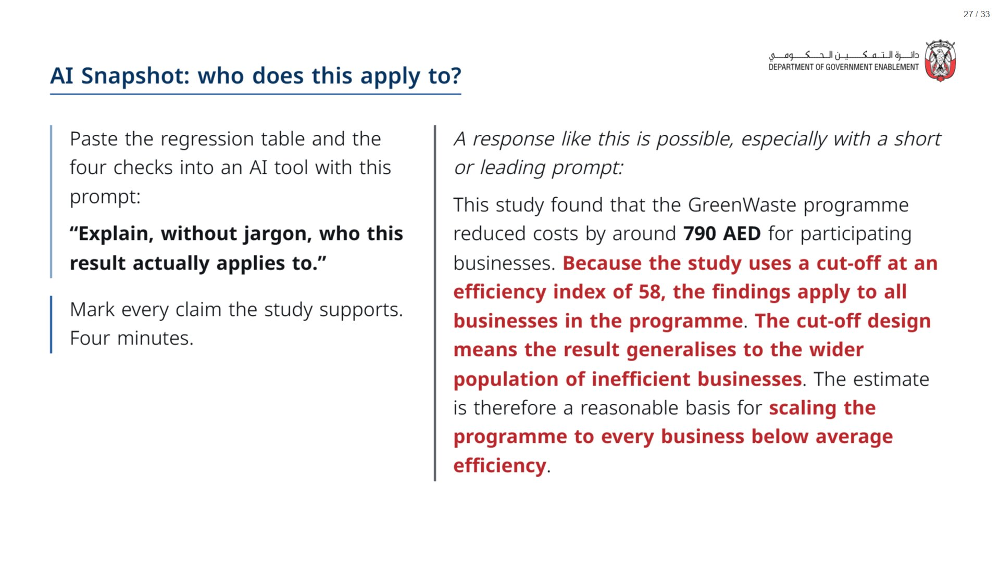 27 / 33
دائرة التمكين الحكومي
DEPARTMENT OF GOVERNMENT ENABLEMENT
AI Snapshot: who does this apply to?
Paste the regression table and the
four checks into an AI tool with this
prompt:
“Explain, without jargon, who this
result actually applies to.”
Mark every claim the study supports.
Four minutes.
A response like this is possible, especially with a short
or leading prompt:
This study found that the GreenWaste programme
reduced costs by around 790 AED for participating
businesses. Because the study uses a cut-off at an
efficiency index of 58, the findings apply to all
businesses in the programme. The cut-off design
means the result generalises to the wider
population of inefficient businesses. The estimate
is therefore a reasonable basis for scaling the
programme to every business below average
efficiency.